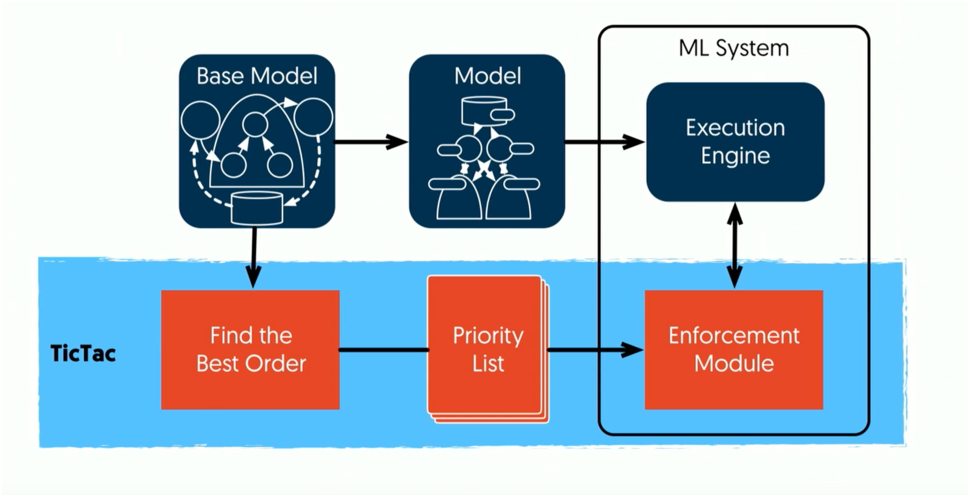 ML System
Base Model
Model
Execution
Engine
TicTac
Find the
Best Order
Priority
List
Enforcement
Module